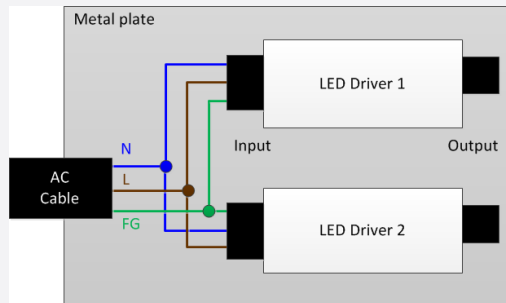 Metal plate
LED Driver 1
N
Input
Output
AC
Cable
L
FG
LED Driver 2